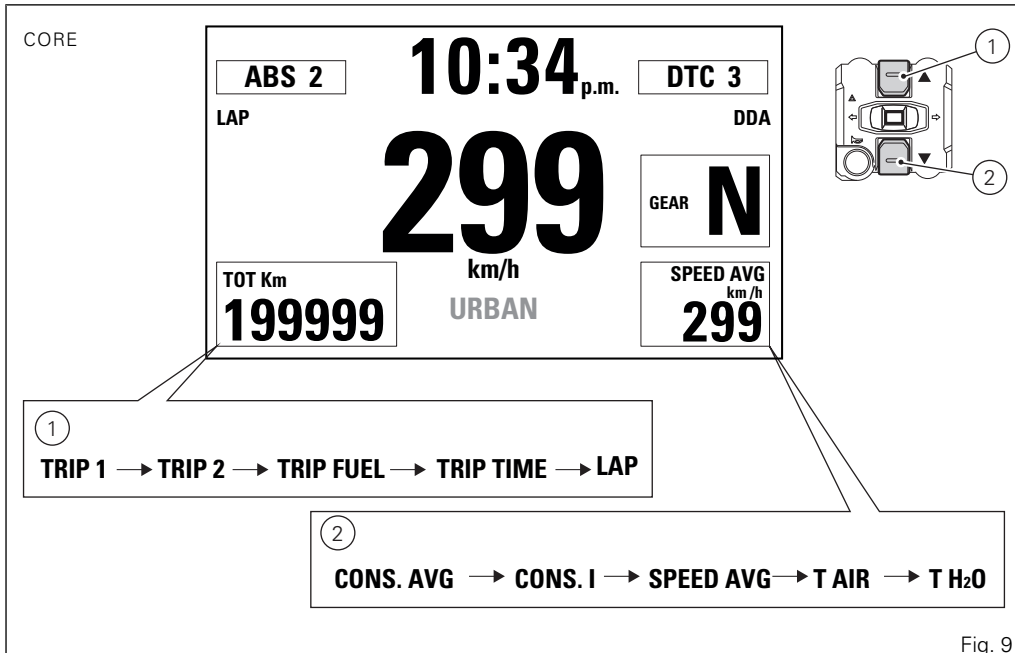 CORE
ABS 2
10:34 p.m.
DTC 3
LAP
DDA
299
km/h
GEAR N
TOT Km
199999
URBAN
SPEED AVG
km/h
299
1
2
1
TRIP 1 → TRIP 2 → TRIP FUEL → TRIP TIME → LAP
2
CONS. AVG → CONS. I → SPEED AVG → T AIR → T H₂O
Fig. 9